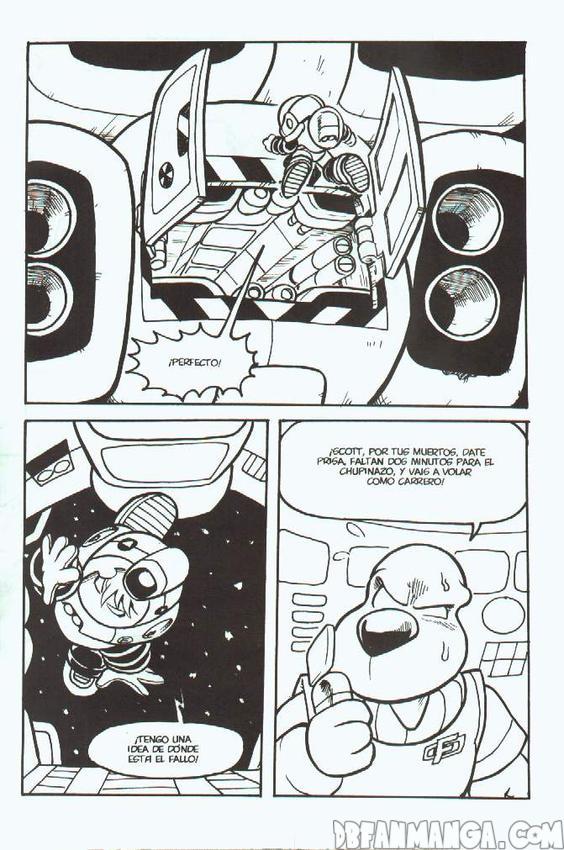 ¡PERFECTO!
¡TENGO UNA
IDEA DE DÓNDE
ESTÁ EL FALLO!
¡SCOTT, POR TUS MUERTOS, DATE
PRISA, FALTAN DOS MINUTOS PARA EL
CHUPINAZO, Y VAIS A VOLAR
COMO CARRERO!
DBFANMANGA.COM